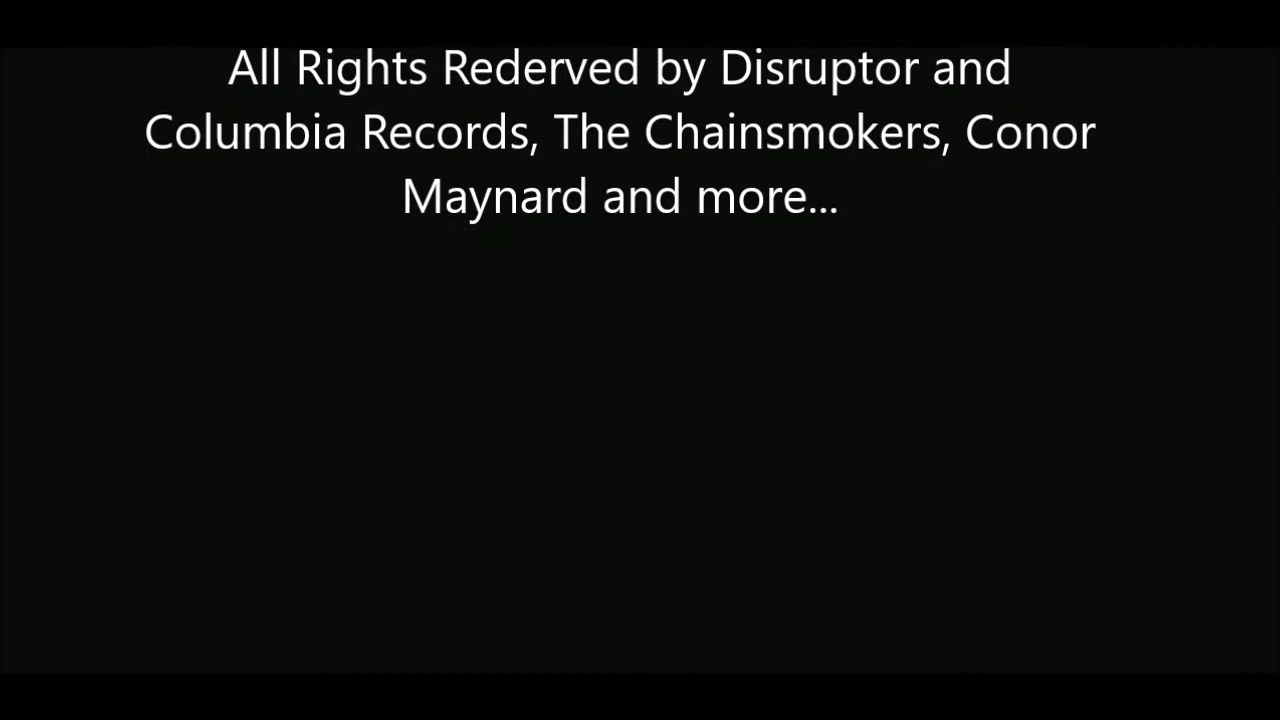 All Rights Rederved by Disruptor and
Columbia Records, The Chainsmokers, Conor
Maynard and more...